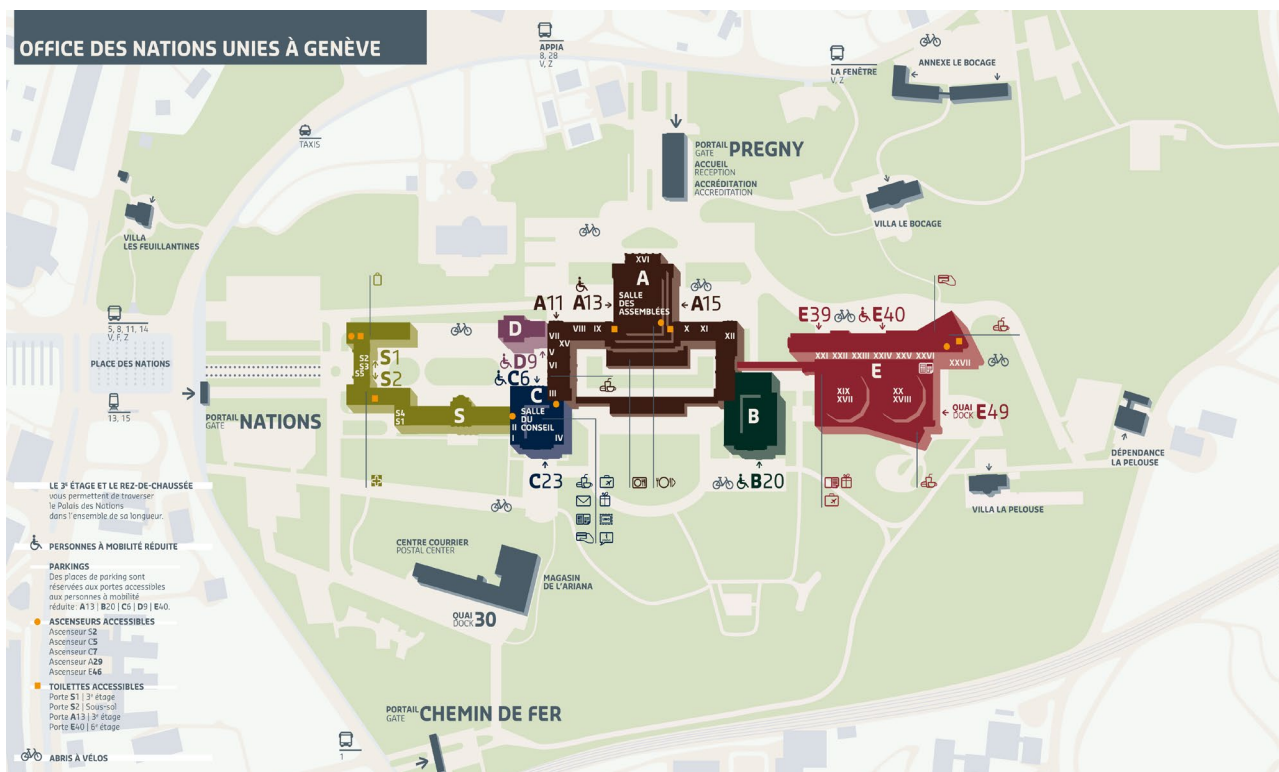 OFFICE DES NATIONS UNIES À GENÈVE
APPIA
8, 28
V, Z
LA FENÊTRE
V, Z
ANNEXE LE BOCAGE
TAXIS
PORTAIL
GATE
PREGNY
ACCUEIL
RECEPTION
ACCRÉDITATION
ACCREDITATION
VILLA
LES FEUILLANTINES
VILLA LE BOCAGE
5, 8, 11, 14
V, F, Z
PLACE DES NATIONS
13, 15
PORTAIL
GATE
NATIONS
XVI
A
SALLE
DES
ASSEMBLÉES
A11
A13
A15
VIII IX
X XI
VII
XV
V
VI
XII
III
D
D9
C6
C
SALLE
DU
CONSEIL
II
I
IV
C23
S1
S2
S2
S3
S5
S4
S1
S
B
B20
E39
E40
XXI XXII XXIII XXIV XXV XXVI
XXVII
E
XIX
XVII
XX
XVIII
QUAI
DOCK
E49
DÉPENDANCE
LA PELOUSE
VILLA LA PELOUSE
CENTRE COURRIER
POSTAL CENTER
MAGASIN
DE L'ARIANA
QUAI
DOCK
30
PORTAIL
GATE
CHEMIN DE FER
1
LE 3ᵉ ÉTAGE ET LE REZ-DE-CHAUSSÉE
vous permettent de traverser
le Palais des Nations
dans l'ensemble de sa longueur.
PERSONNES À MOBILITÉ RÉDUITE
PARKINGS
Des places de parking sont
réservées aux portes accessibles
aux personnes à mobilité
réduite : A13 | B20 | C6 | D9 | E40.
ASCENSEURS ACCESSIBLES
Ascenseur S2
Ascenseur C5
Ascenseur C7
Ascenseur A29
Ascenseur E46
TOILETTES ACCESSIBLES
Porte S1 | 3ᵉ étage
Porte S2 | Sous-sol
Porte A13 | 3ᵉ étage
Porte E40 | 6ᵉ étage
ABRIS À VÉLOS